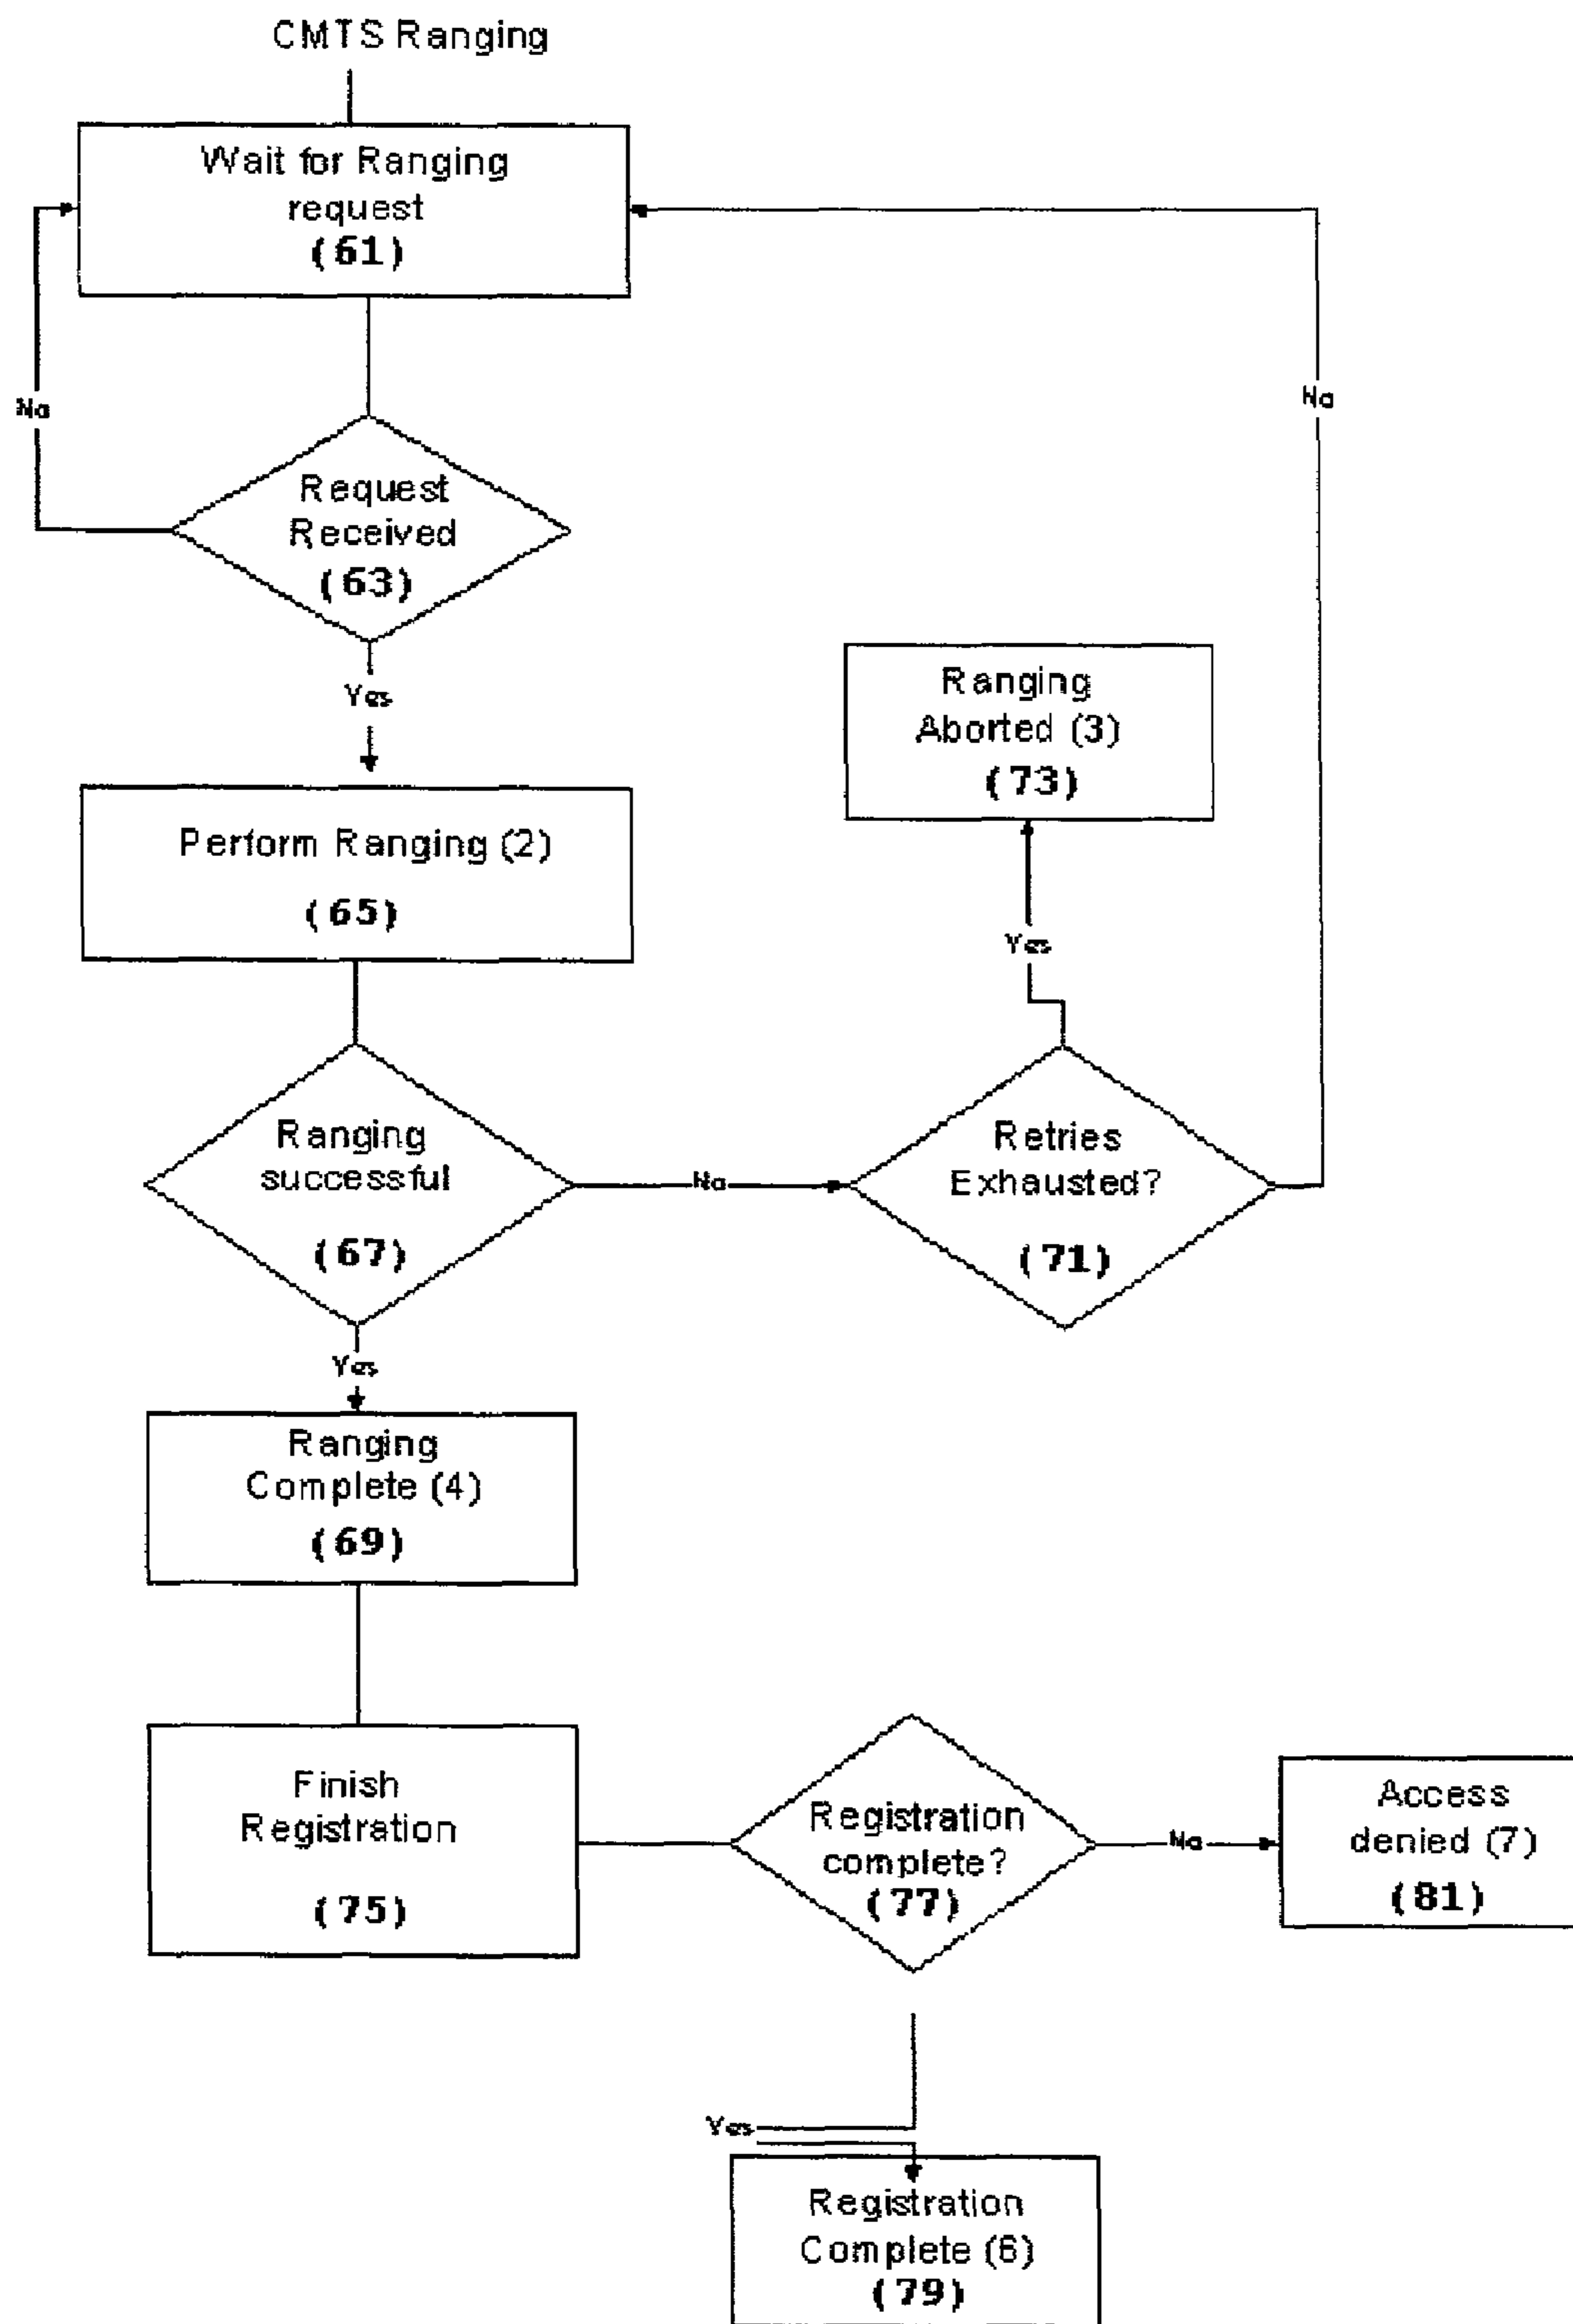 CMTS Ranging
Wait for Ranging
request
(61)
No
No
Request
Received
(63)
Yes
Ranging
Aborted (3)
(73)
Perform Ranging (2)
(65)
Yes
Ranging
successful
(67)
No
Retries
Exhausted?
(71)
Yes
Ranging
Complete (4)
(69)
Finish
Registration
(75)
Registration
complete?
(77)
No
Access
denied (7)
(81)
Yes
Registration
Complete (6)
(79)